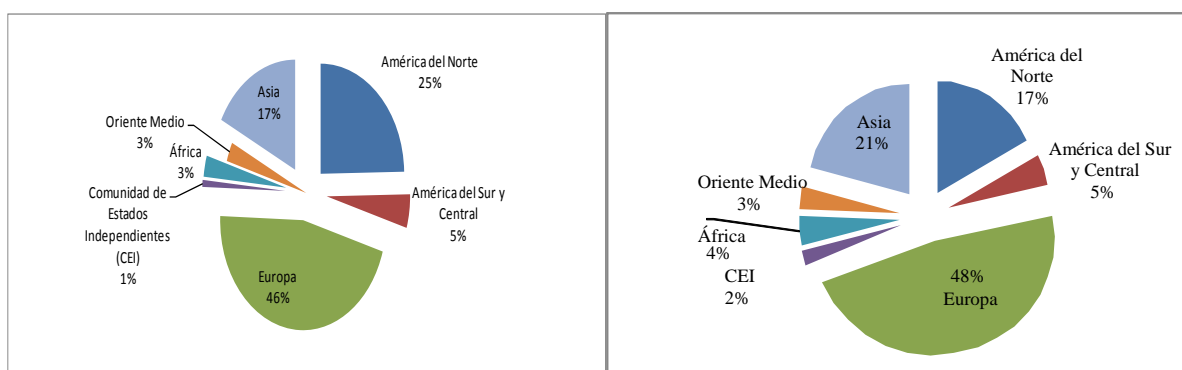 América del Norte
25%
Asia
17%
Oriente Medio
3%
África
3%
Comunidad de
Estados
Independientes
(CEI)
1%
América del Sur y
Central
5%
Europa
46%
América del
Norte
17%
Asia
21%
América del Sur
y Central
5%
Oriente Medio
3%
África
4%
CEI
2%
48%
Europa